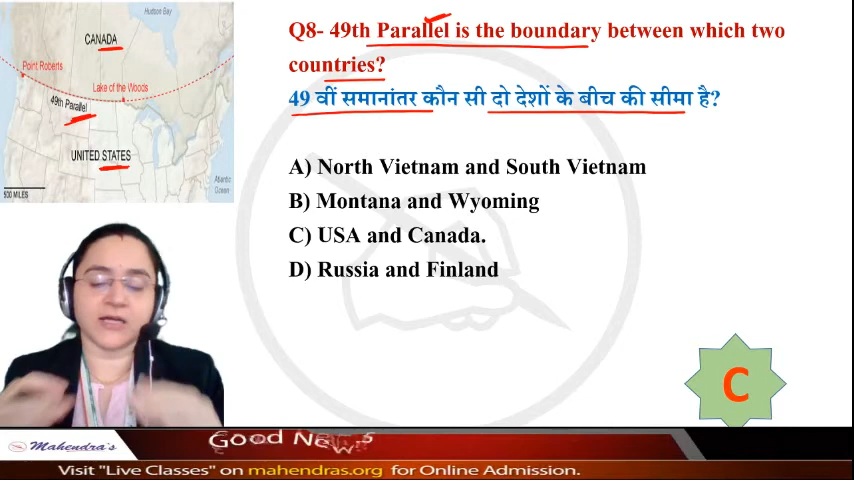 Hudson Bay
CANADA
Point Roberts
Lake of the Woods
49th Parallel
UNITED STATES
Atlantic
Ocean
500 MILES
Q8- 49th Parallel is the boundary between which two
countries?
49 वीं समानांतर कौन सी दो देशों के बीच की सीमा है?
A) North Vietnam and South Vietnam
B) Montana and Wyoming
C) USA and Canada.
D) Russia and Finland
C
Mahendra's
Good News
Visit "Live Classes" on mahendras.org for Online Admission.